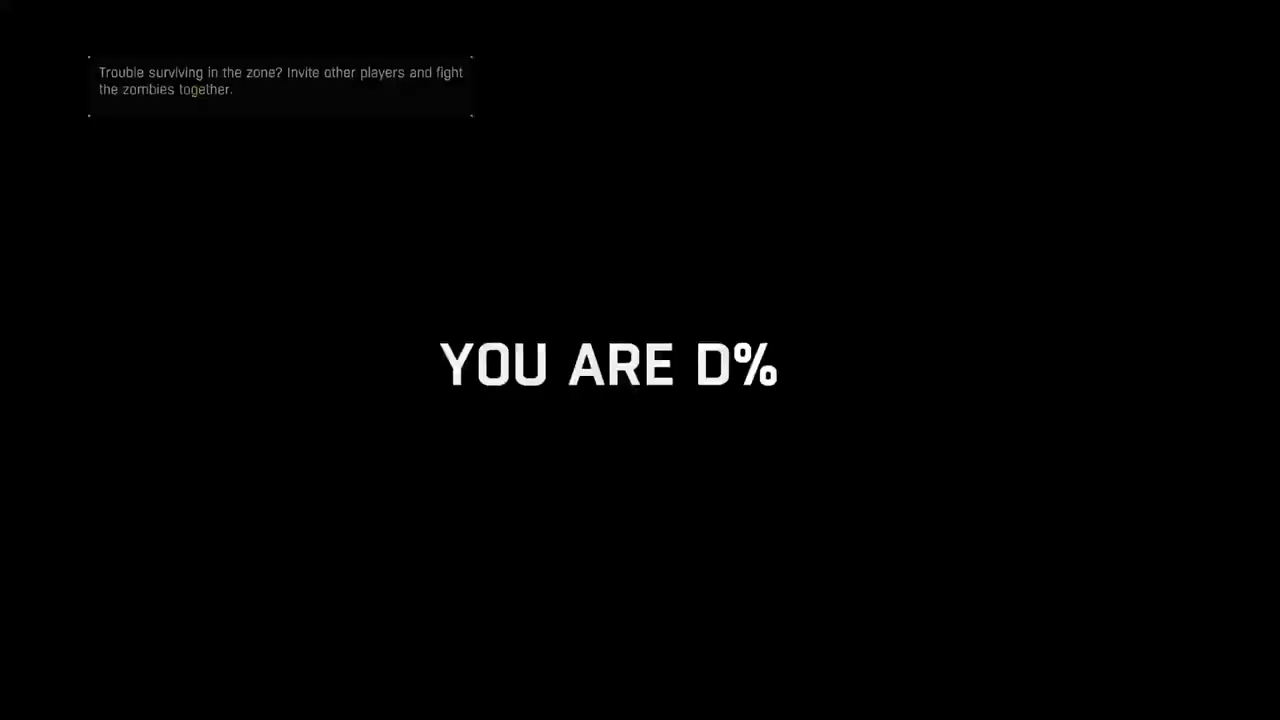 Trouble surviving in the zone? Invite other players and fight
the zombies together.
YOU ARE D%